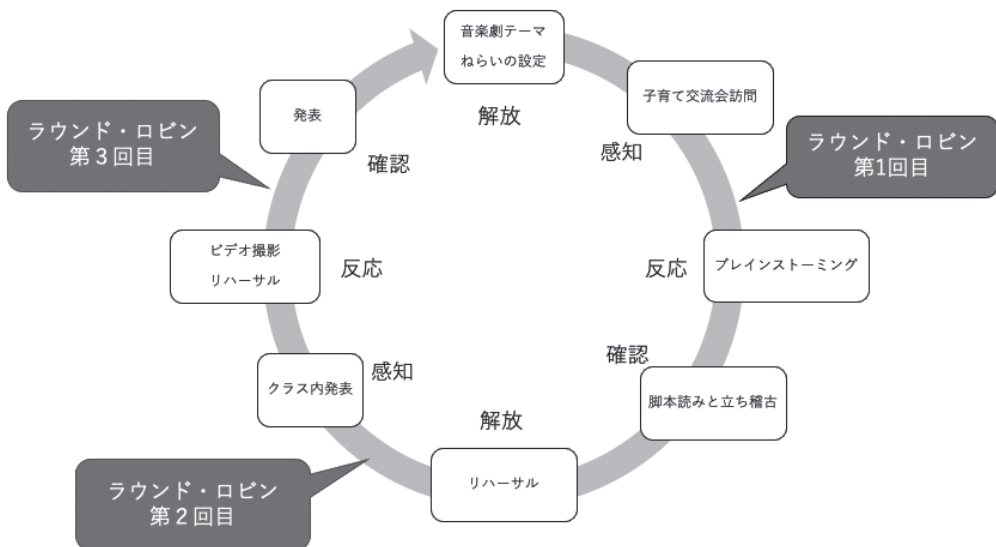 音楽劇テーマ
ねらいの設定
解放
子育て交流会訪問
感知
ラウンド・ロビン
第1回目
ブレインストーミング
反応
脚本読みと立ち稽古
確認
リハーサル
解放
ラウンド・ロビン
第２回目
クラス内発表
感知
ビデオ撮影
リハーサル
反応
ラウンド・ロビン
第３回目
発表
確認